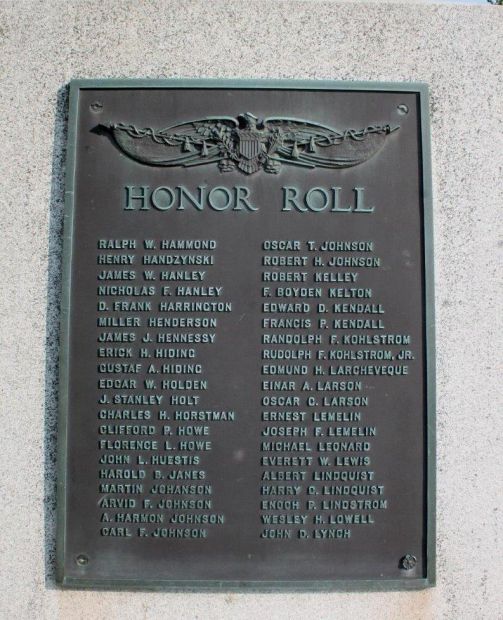 HONOR ROLL
RALPH W. HAMMOND
HENRY HANDZYNSKI
JAMES W. HANLEY
NICHOLAS F. HANLEY
D. FRANK HARRINGTON
MILLER HENDERSON
JAMES J. HENNESSY
ERICK H. HIDING
GUSTAF A. HIDING
EDGAR W. HOLDEN
J. STANLEY HOLT
CHARLES H. HORSTMAN
CLIFFORD P. HOWE
FLORENCE L. HOWE
JOHN L. HUESTIS
HAROLD B. JANES
MARTIN JOHANSON
ARVID F. JOHNSON
A. HARMON JOHNSON
CARL F. JOHNSON
OSCAR T. JOHNSON
ROBERT H. JOHNSON
ROBERT KELLEY
F. BOYDEN KELTON
EDWARD D. KENDALL
FRANCIS P. KENDALL
RANDOLPH F. KOHLSTROM
RUDOLPH F. KOHLSTROM, JR.
EDMUND H. LARCHEVEQUE
EINAR A. LARSON
OSCAR C. LARSON
ERNEST LEMELIN
JOSEPH F. LEMELIN
MICHAEL LEONARD
EVERETT W. LEWIS
ALBERT LINDQUIST
HARRY C. LINDQUIST
ENOCH P. LINDSTROM
WESLEY H. LOWELL
JOHN D. LYNCH